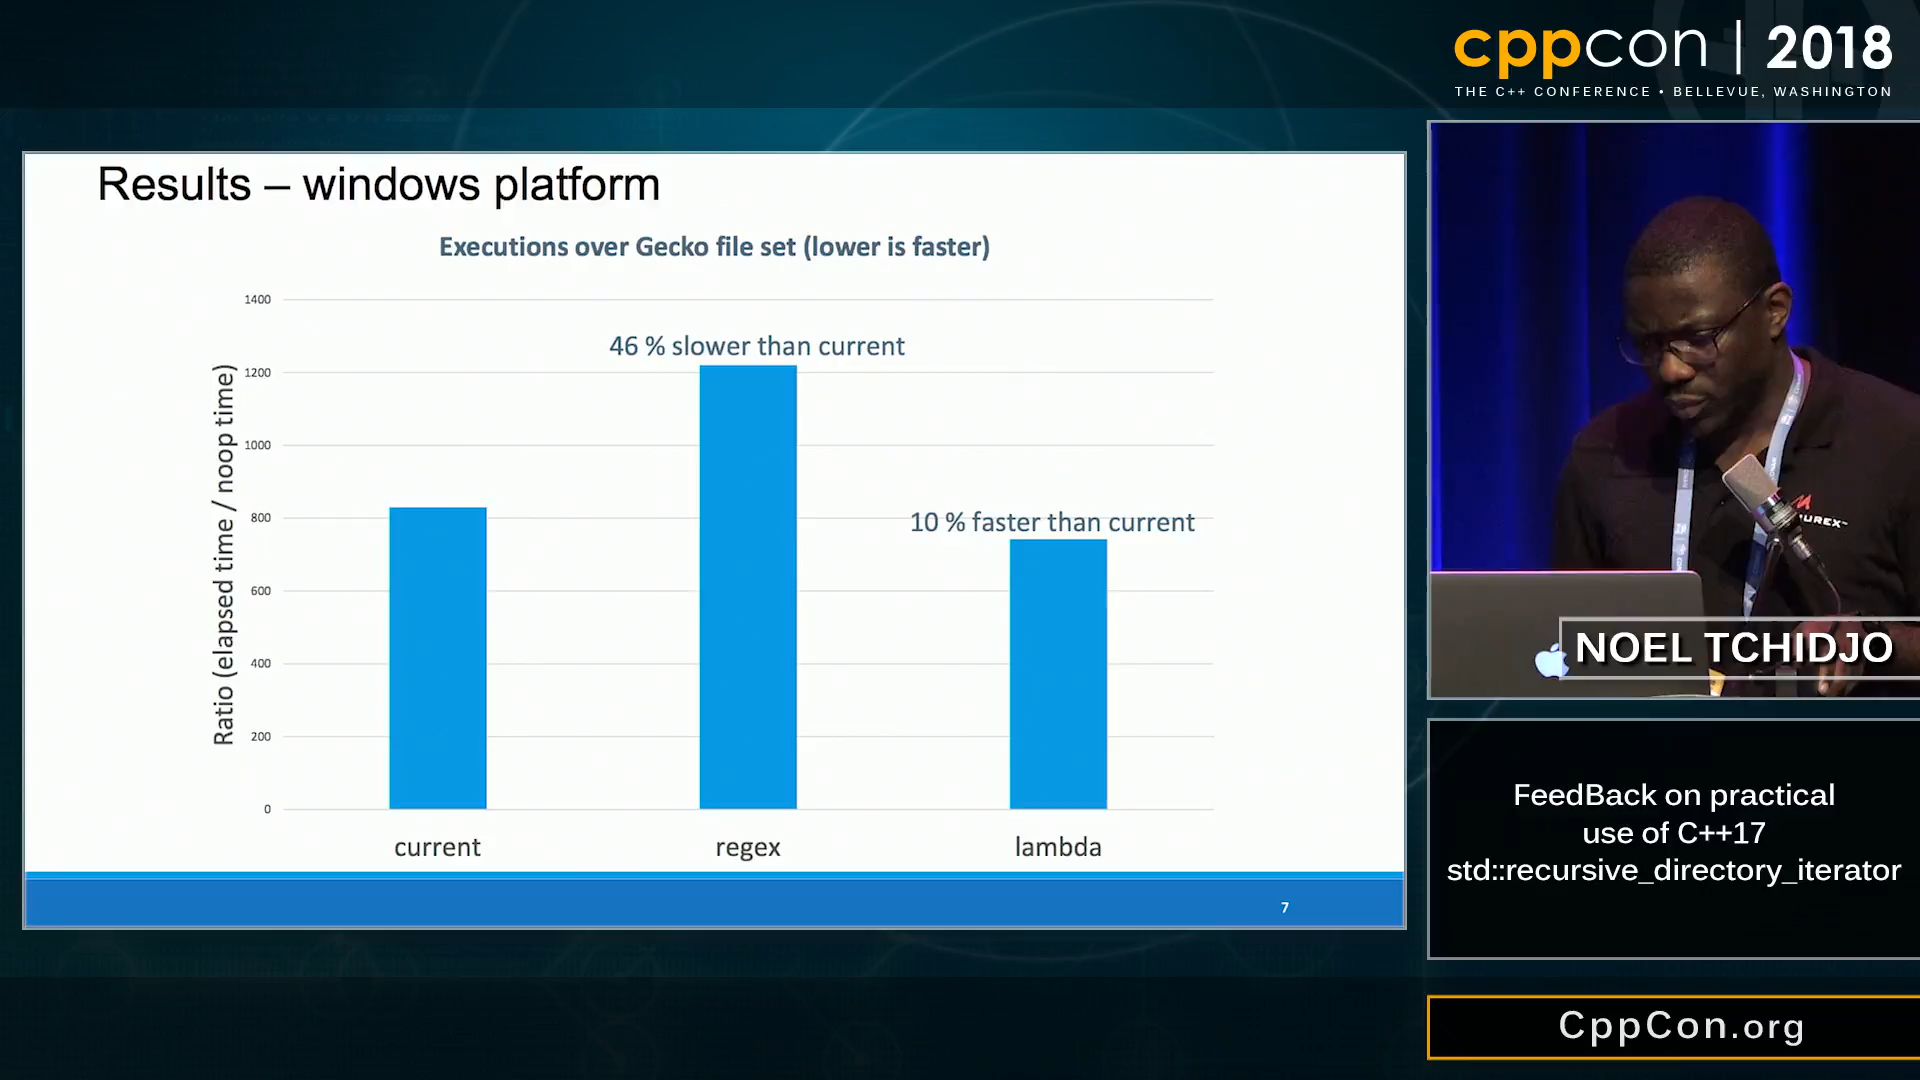 cppcon | 2018
THE C++ CONFERENCE • BELLEVUE, WASHINGTON
Results – windows platform
Executions over Gecko file set (lower is faster)
Ratio (elapsed time / noop time)
1400
1200
1000
800
600
400
200
0
46 % slower than current
10 % faster than current
current
regex
lambda
7
NOEL TCHIDJO
FeedBack on practical
use of C++17
std::recursive_directory_iterator
CppCon.org